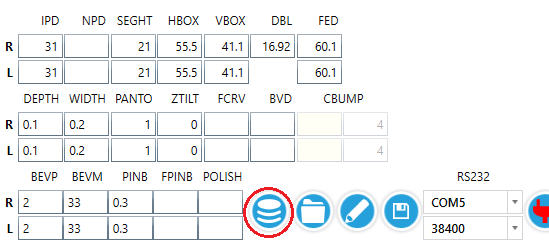 IPD NPD SEGHT HBOX VBOX DBL FED
R 31 21 55.5 41.1 16.92 60.1
L 31 21 55.5 41.1 60.1
DEPTH WIDTH PANTO ZTILT FCRV BVD CBUMP
R 0.1 0.2 1 0 4
L 0.1 0.2 1 0 4
BEVP BEVM PINB FPINB POLISH RS232
R 2 33 0.3 COM5
L 2 33 0.3 38400